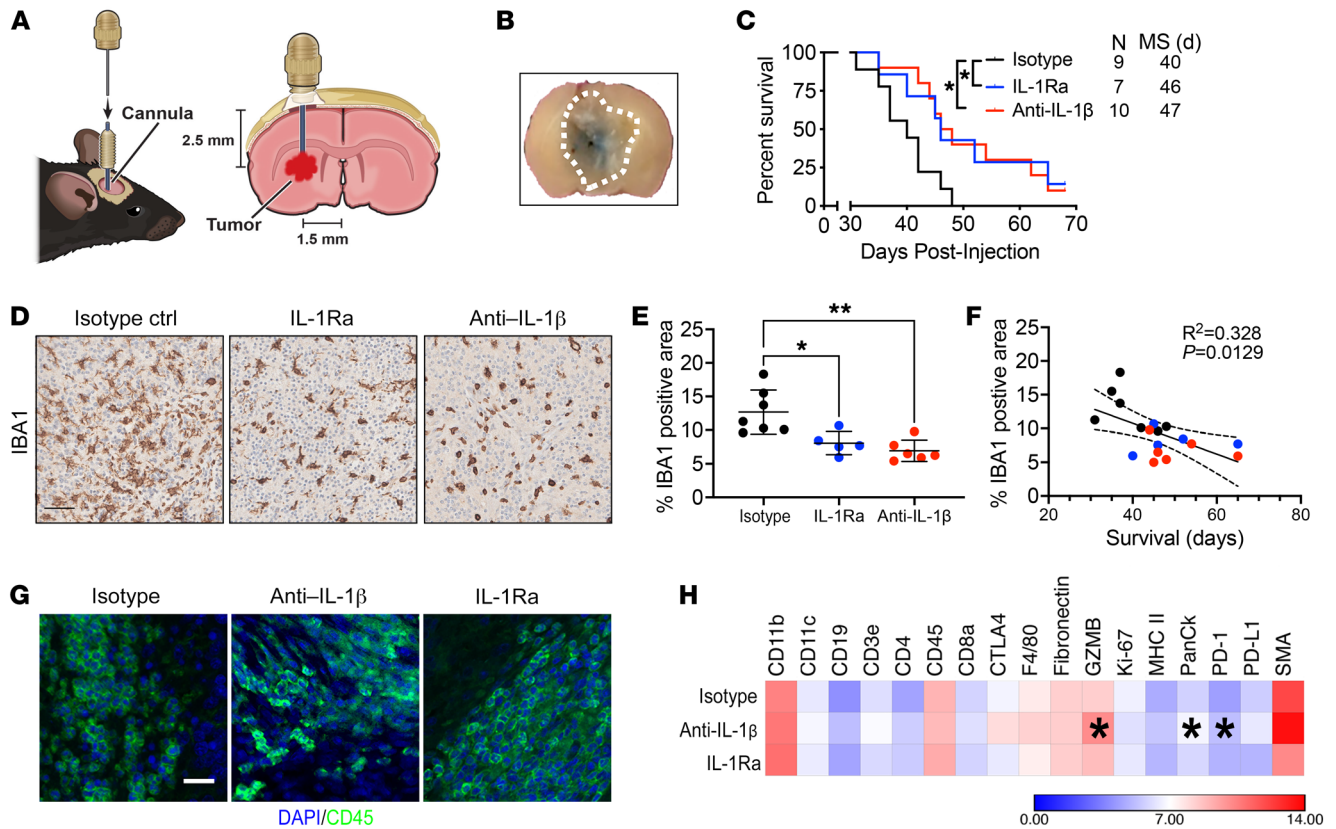 A
Cannula
2.5 mm
Tumor
1.5 mm
B
C
Percent survival
100
75
50
25
0
0 30 40 50 60 70
Days Post-Injection
N MS (d)
* * Isotype 9 40
IL-1Ra 7 46
Anti-IL-1β 10 47
D
Isotype ctrl IL-1Ra Anti–IL-1β
IBA1
E
% IBA1 positive area
25
20
15
10
5
0
**
*
Isotype IL-1Ra Anti-IL-1β
F
% IBA1 postive area
25
20
15
10
5
0
R2=0.328
P=0.0129
20 40 60 80
Survival (days)
G
Isotype Anti–IL-1β IL-1Ra
DAPI/CD45
H
CD11b CD11c CD19 CD3e CD4 CD45 CD8a CTLA4 F4/80 Fibronectin GZMB Ki-67 MHC II PanCk PD-1 PD-L1 SMA
Isotype
Anti-IL-1β * * *
IL-1Ra
0.00 7.00 14.00